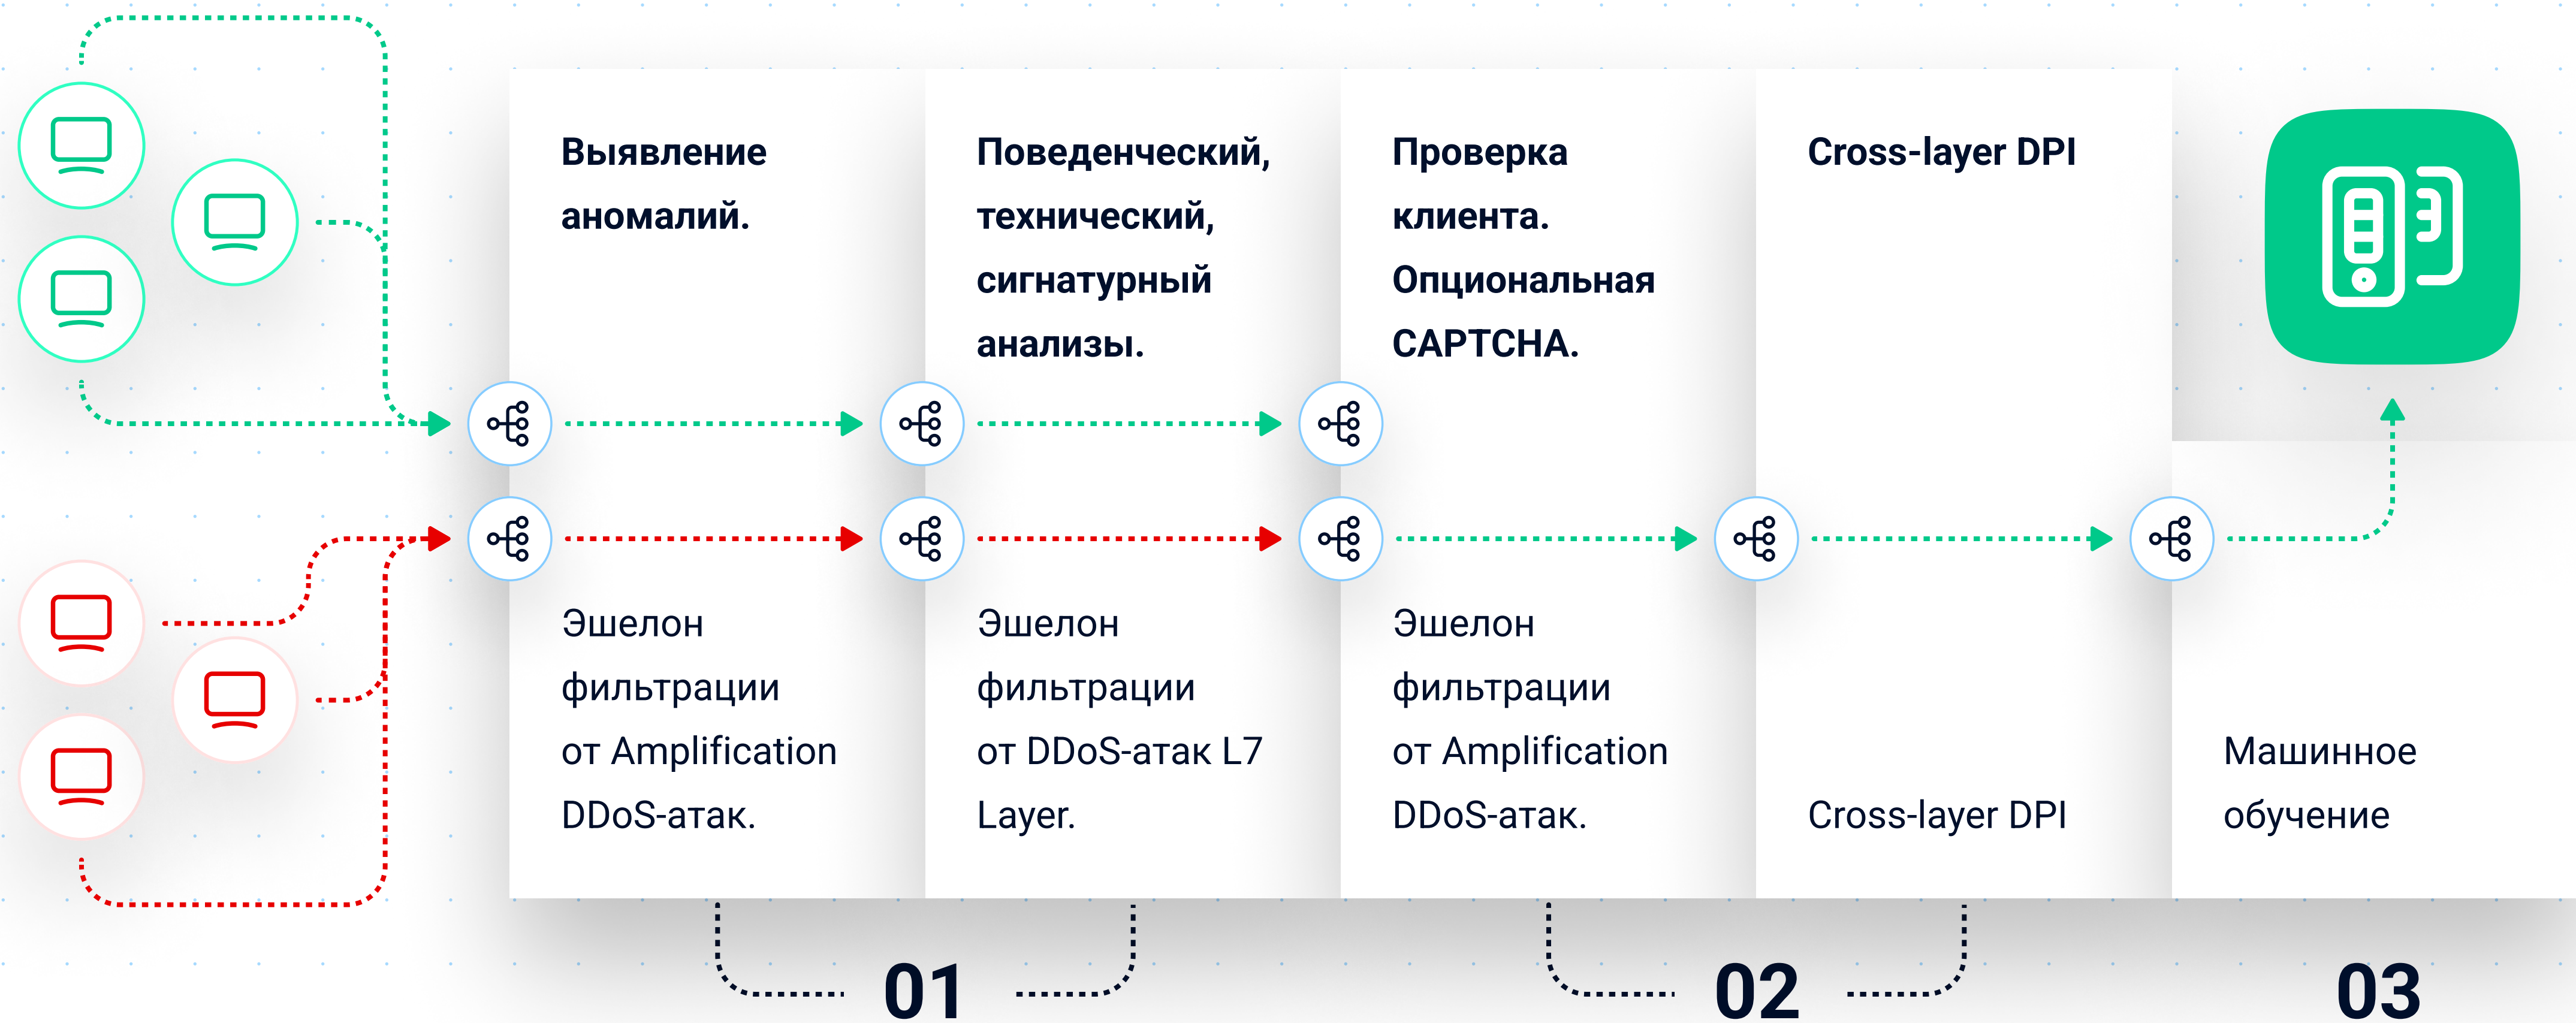 Выявление
аномалий.
Поведенческий,
технический,
сигнатурный
анализы.
Проверка
клиента.
Опциональная
CAPTCHA.
Cross-layer DPI
Эшелон
фильтрации
от Amplification
DDoS-атак.
Эшелон
фильтрации
от DDoS-атак L7
Layer.
Эшелон
фильтрации
от Amplification
DDoS-атак.
Cross-layer DPI
Машинное
обучение
01
02
03